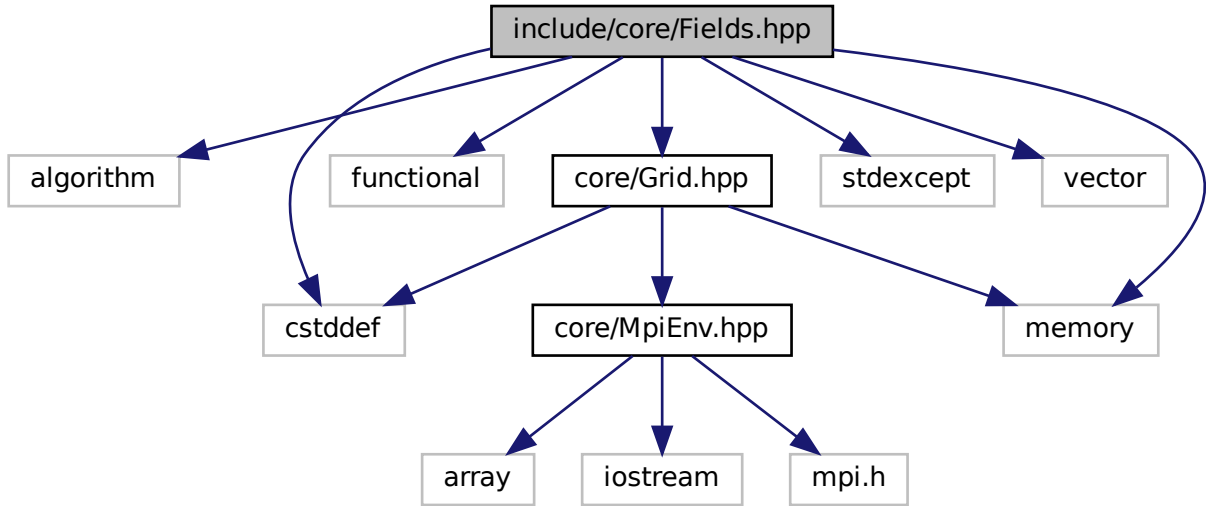 include/core/Fields.hpp
algorithm
functional
core/Grid.hpp
stdexcept
vector
cstddef
core/MpiEnv.hpp
memory
array
iostream
mpi.h